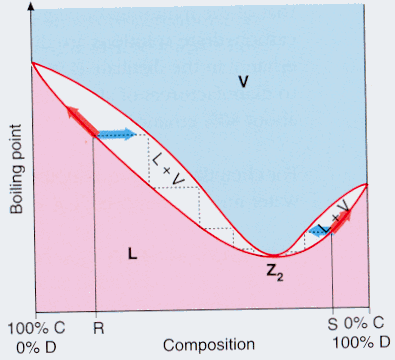 V
Boiling point
L + V
L + V
L
Z₂
100% C R S 0% C
0% D Composition 100% D